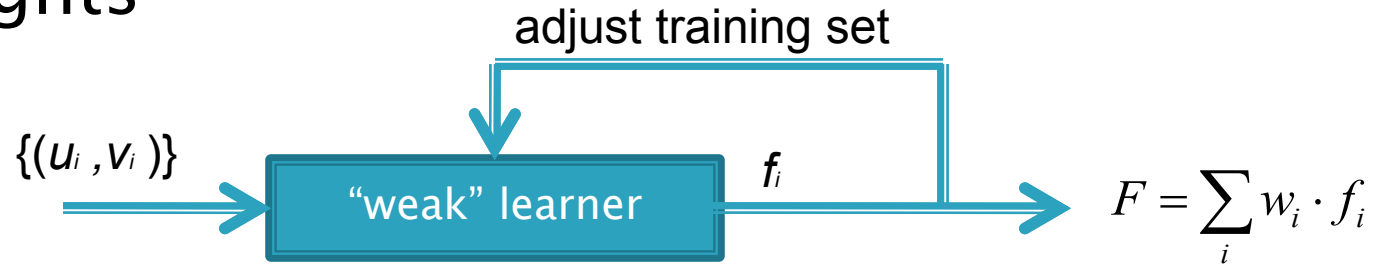 adjust training set
{(uᵢ ,vᵢ )}
“weak” learner
fᵢ
F = ∑ᵢ wᵢ · fᵢ